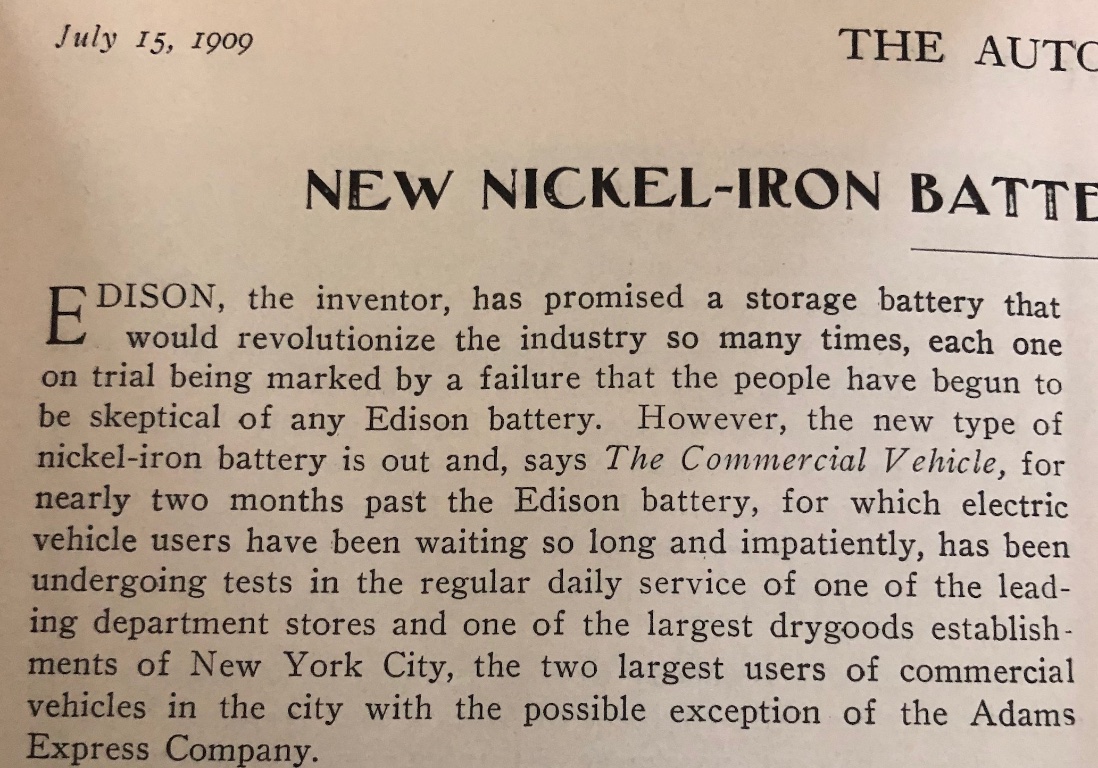 July 15, 1909
THE AUTO
NEW NICKEL-IRON BATTE
EDISON, the inventor, has promised a storage battery that
would revolutionize the industry so many times, each one
on trial being marked by a failure that the people have begun to
be skeptical of any Edison battery. However, the new type of
nickel-iron battery is out and, says The Commercial Vehicle, for
nearly two months past the Edison battery, for which electric
vehicle users have been waiting so long and impatiently, has been
undergoing tests in the regular daily service of one of the lead-
ing department stores and one of the largest drygoods establish-
ments of New York City, the two largest users of commercial
vehicles in the city with the possible exception of the Adams
Express Company.